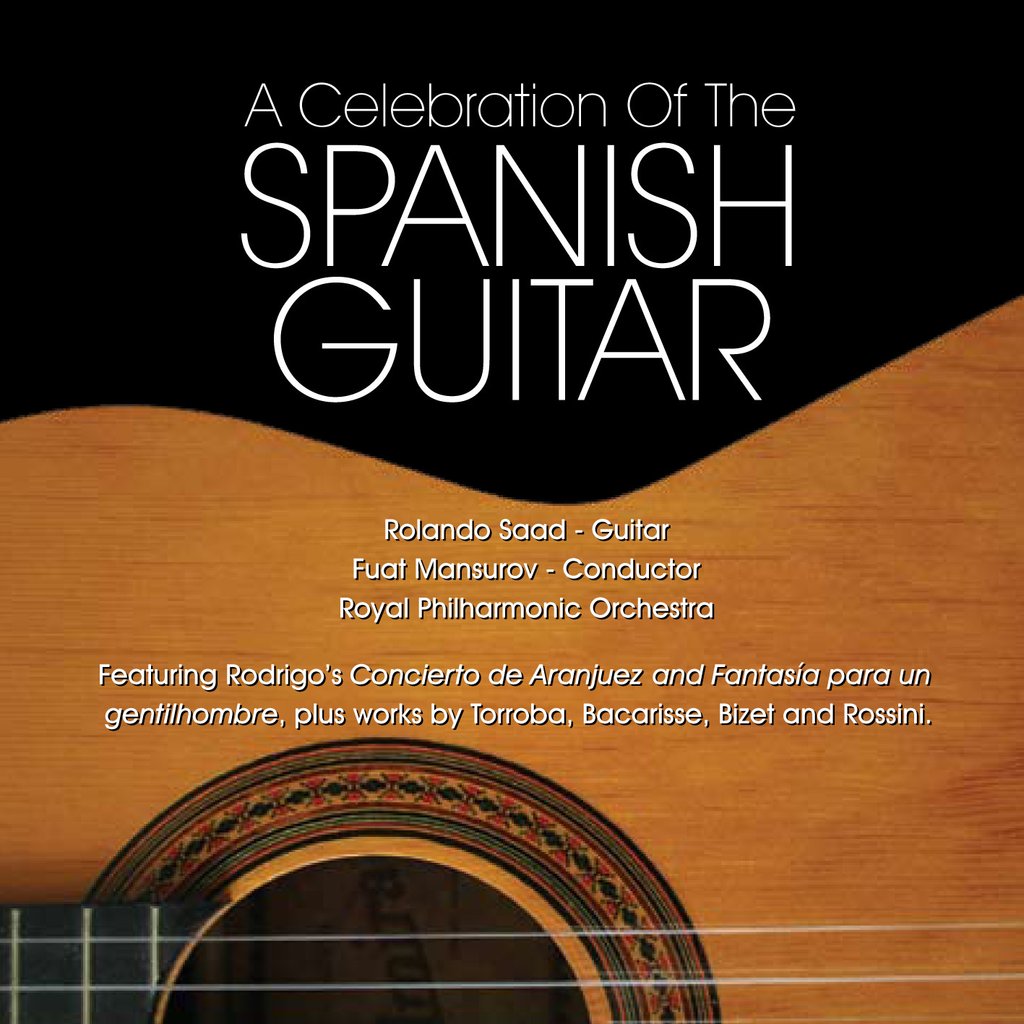 A Celebration Of The
SPANISH
GUITAR
Rolando Saad - Guitar
Fuat Mansurov - Conductor
Royal Philharmonic Orchestra
Featuring Rodrigo's Concierto de Aranjuez and Fantasía para un
gentilhombre, plus works by Torroba, Bacarisse, Bizet and Rossini.